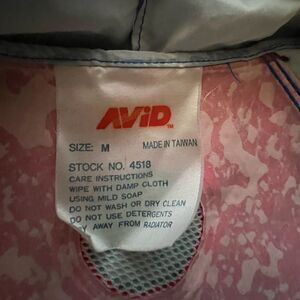 AViD™
SIZE: M MADE IN TAIWAN
STOCK NO. 4518
CARE INSTRUCTIONS
WIPE WITH DAMP CLOTH
USING MILD SOAP
DO NOT WASH OR DRY CLEAN
DO NOT USE DETERGENTS
AWAY FROM RADIATOR